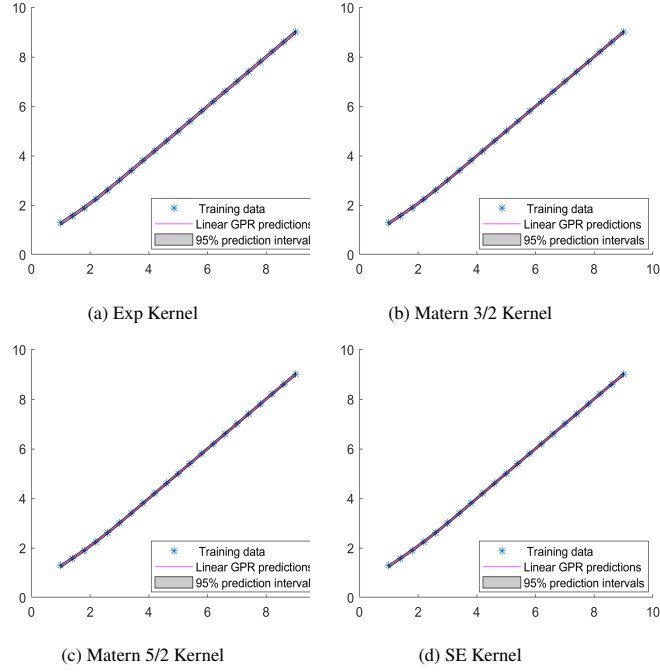 10
8
6
4
2
0
0 2 4 6 8
Training data
Linear GPR predictions
95% prediction intervals
(a) Exp Kernel
10
8
6
4
2
0
0 2 4 6 8 10
Training data
Linear GPR predictions
95% prediction intervals
(b) Matern 3/2 Kernel
10
8
6
4
2
0
0 2 4 6 8
Training data
Linear GPR predictions
95% prediction intervals
(c) Matern 5/2 Kernel
10
8
6
4
2
0
0 2 4 6 8 10
Training data
Linear GPR predictions
95% prediction intervals
(d) SE Kernel